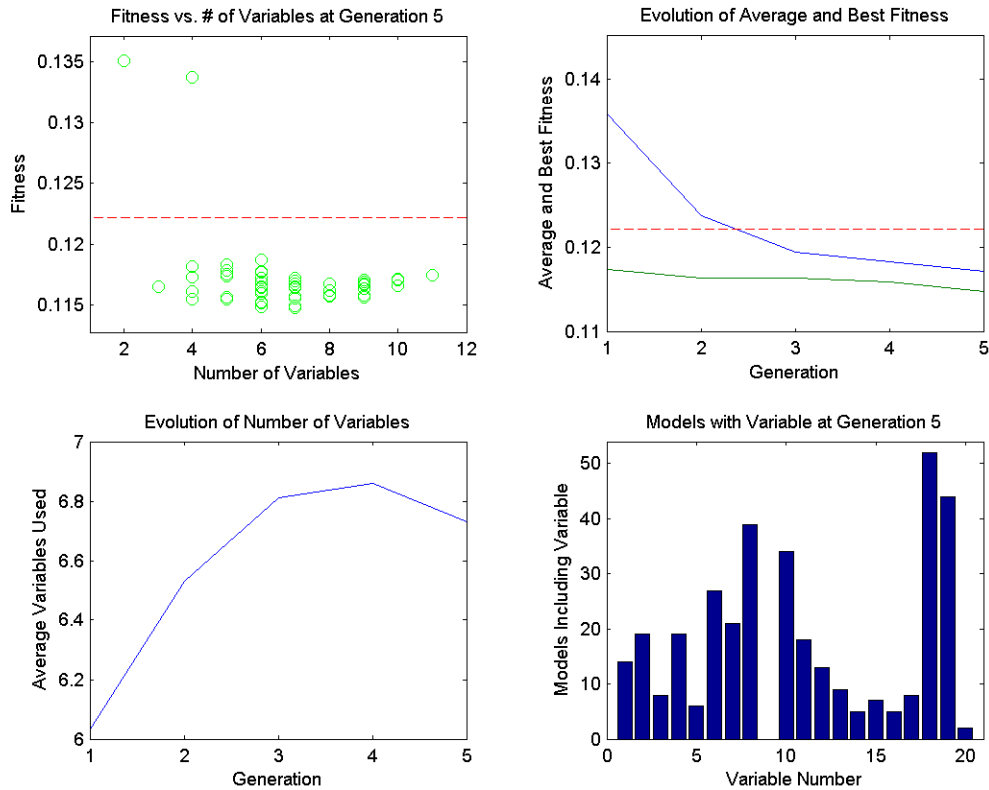 Fitness vs. # of Variables at Generation 5
0.135
0.13
0.125
0.12
0.115
Fitness
2 4 6 8 10 12
Number of Variables
Evolution of Average and Best Fitness
0.14
0.13
0.12
0.11
Average and Best Fitness
1 2 3 4 5
Generation
Evolution of Number of Variables
7
6.8
6.6
6.4
6.2
6
Average Variables Used
1 2 3 4 5
Generation
Models with Variable at Generation 5
50
40
30
20
10
0
Models Including Variable
0 5 10 15 20
Variable Number